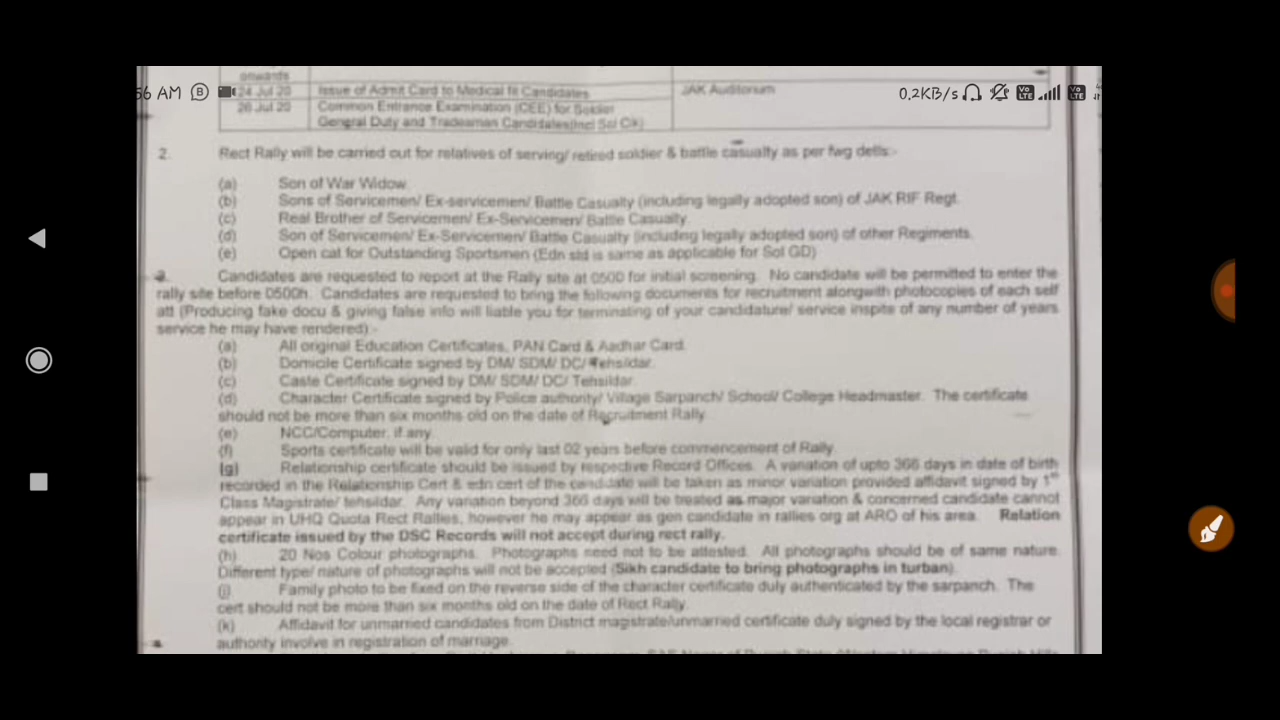 onwards
24 Jul 20 Issue of Admit Card to Medical fit Candidates JAK Auditorium
56 AM B 0.2KB/s Vo LTE Vo LTE
26 Jul 20 Common Entrance Examination (CEE) for Soldier
General Duty and Tradesman Candidates(Incl Sol Clk)
2. Rect Rally will be carried out for relatives of serving/ retired soldier & battle casualty as per fwg detls:-
(a) Son of War Widow.
(b) Sons of Servicemen/ Ex-servicemen/ Battle Casualty (including legally adopted son) of JAK RIF Regt.
(c) Real Brother of Servicemen/ Ex-Servicemen/ Battle Casualty.
(d) Son of Servicemen/ Ex-Servicemen/ Battle Casualty (including legally adopted son) of other Regiments.
(e) Open cat for Outstanding Sportsmen (Edn std is same as applicable for Sol GD)
3. Candidates are requested to report at the Rally site at 0500 for initial screening. No candidate will be permitted to enter the
rally site before 0500h. Candidates are requested to bring the following documents for recruitment alongwith photocopies of each self
att (Producing fake docu & giving false info will liable you for terminating of your candidature/ service inspite of any number of years
service he may have rendered):-
(a) All original Education Certificates, PAN Card & Aadhar Card.
(b) Domicile Certificate signed by DM/ SDM/ DC/ Tehsildar.
(c) Caste Certificate signed by DM/ SDM/ DC/ Tehsildar.
(d) Character Certificate signed by Police authority/ Village Sarpanch/ School/ College Headmaster. The certificate
should not be more than six months old on the date of Recruitment Rally.
(e) NCC/Computer, if any.
(f) Sports certificate will be valid for only last 02 years before commencement of Rally.
(g) Relationship certificate should be issued by respective Record Offices. A variation of upto 366 days in date of birth
recorded in the Relationship Cert & edn cert of the candidate will be taken as minor variation provided affidavit signed by 1st
Class Magistrate/ tehsildar. Any variation beyond 366 days will be treated as major variation & concerned candidate cannot
appear in UHQ Quota Rect Rallies, however he may appear as gen candidate in rallies org at ARO of his area. Relation
certificate issued by the DSC Records will not accept during rect rally.
(h) 20 Nos Colour photographs. Photographs need not to be attested. All photographs should be of same nature.
Different type/ nature of photographs will not be accepted (Sikh candidate to bring photographs in turban).
(j) Family photo to be fixed on the reverse side of the character certificate duly authenticated by the sarpanch. The
cert should not be more than six months old on the date of Rect Rally.
(k) Affidavit for unmarried candidates from District magistrate/unmarried certificate duly signed by the local registrar or
authority involve in registration of marriage.